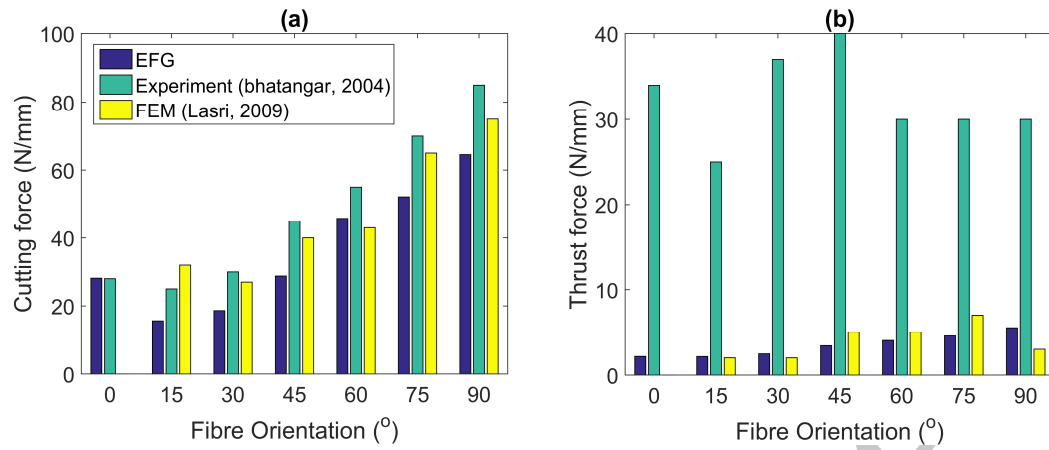 (a)
100
80
60
40
20
0
Cutting force (N/mm)
EFG
Experiment (bhatangar, 2004)
FEM (Lasri, 2009)
0 15 30 45 60 75 90
Fibre Orientation (°)
(b)
40
30
20
10
0
Thrust force (N/mm)
0 15 30 45 60 75 90
Fibre Orientation (°)